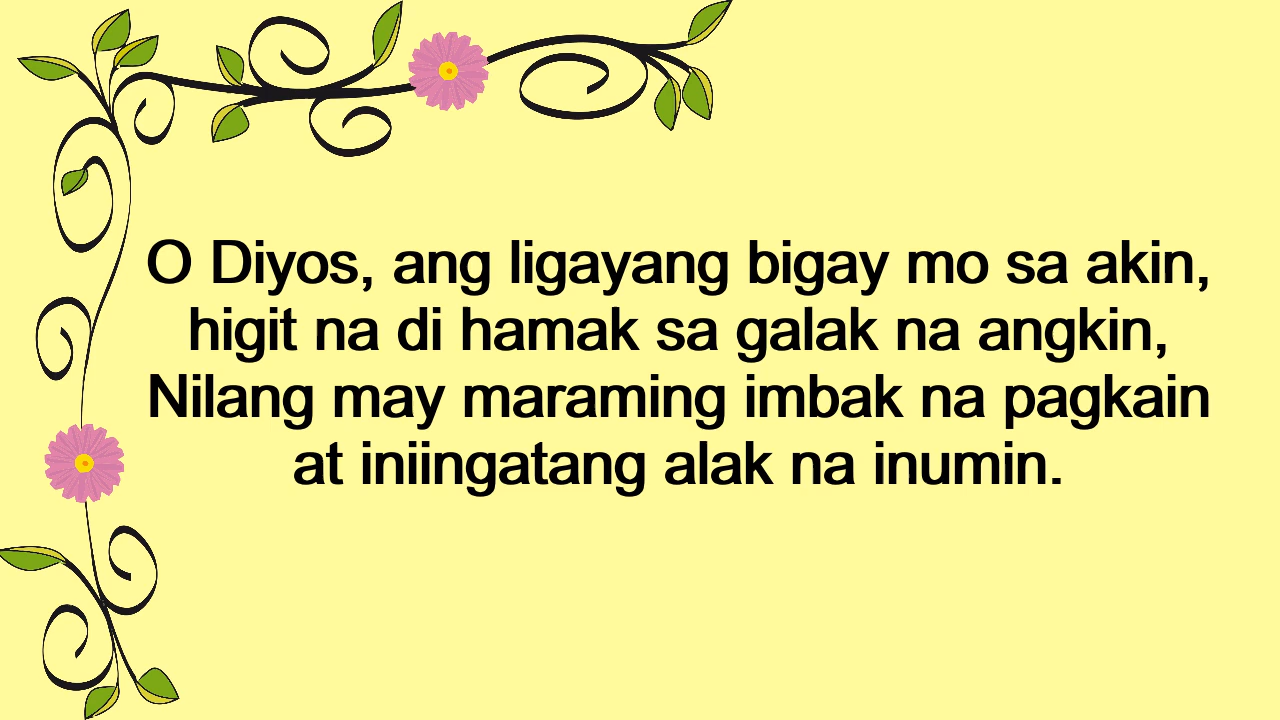 O Diyos, ang ligayang bigay mo sa akin,
higit na di hamak sa galak na angkin,
Nilang may maraming imbak na pagkain
at iniingatang alak na inumin.